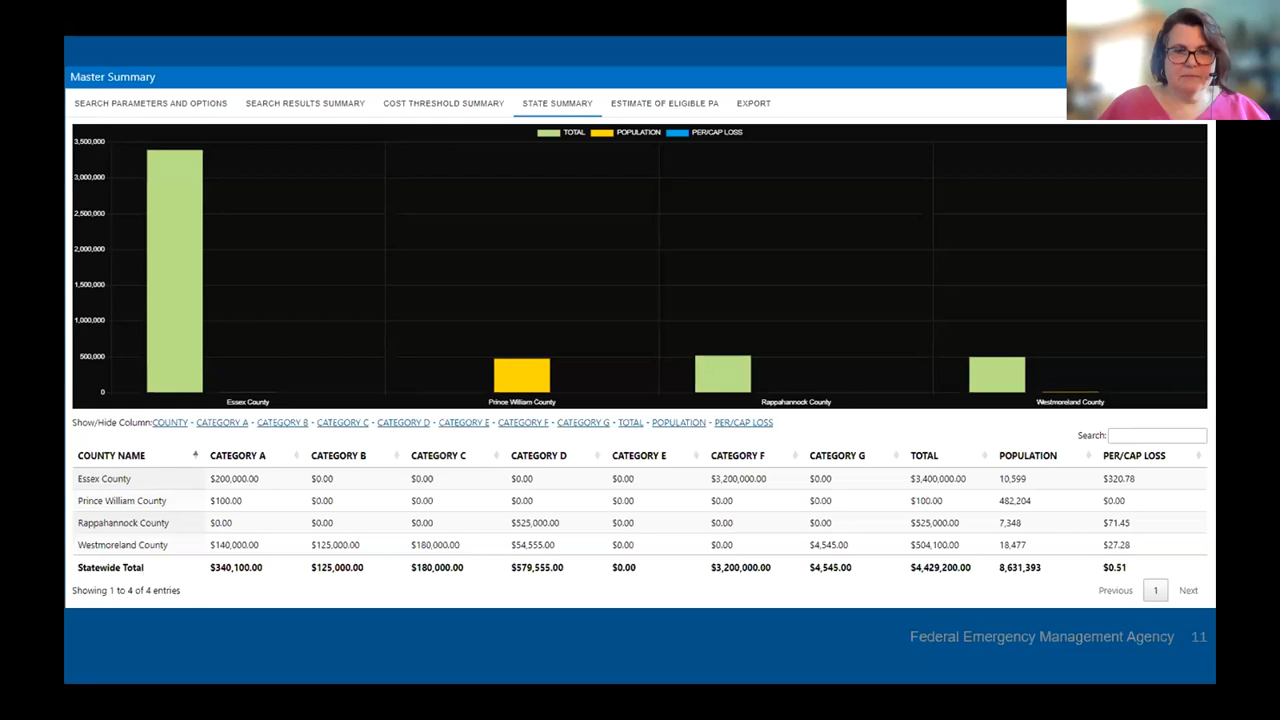 Master Summary
SEARCH PARAMETERS AND OPTIONS SEARCH RESULTS SUMMARY COST THRESHOLD SUMMARY STATE SUMMARY ESTIMATE OF ELIGIBLE PA EXPORT
TOTAL POPULATION PER/CAP LOSS
3,500,000
3,000,000
2,500,000
2,000,000
1,500,000
1,000,000
500,000
0
Essex County Prince William County Rappahannock County Westmoreland County
Show/Hide Column:COUNTY - CATEGORY A - CATEGORY B - CATEGORY C - CATEGORY D - CATEGORY E - CATEGORY F - CATEGORY G - TOTAL - POPULATION - PER/CAP LOSS
Search:
COUNTY NAME CATEGORY A CATEGORY B CATEGORY C CATEGORY D CATEGORY E CATEGORY F CATEGORY G TOTAL POPULATION PER/CAP LOSS
Essex County $200,000.00 $0.00 $0.00 $0.00 $0.00 $3,200,000.00 $0.00 $3,400,000.00 10,599 $320.78
Prince William County $100.00 $0.00 $0.00 $0.00 $0.00 $0.00 $0.00 $100.00 482,204 $0.00
Rappahannock County $0.00 $0.00 $0.00 $525,000.00 $0.00 $0.00 $0.00 $525,000.00 7,348 $71.45
Westmoreland County $140,000.00 $125,000.00 $180,000.00 $54,555.00 $0.00 $0.00 $4,545.00 $504,100.00 18,477 $27.28
Statewide Total $340,100.00 $125,000.00 $180,000.00 $579,555.00 $0.00 $3,200,000.00 $4,545.00 $4,429,200.00 8,631,393 $0.51
Showing 1 to 4 of 4 entries
Previous 1 Next
Federal Emergency Management Agency 11